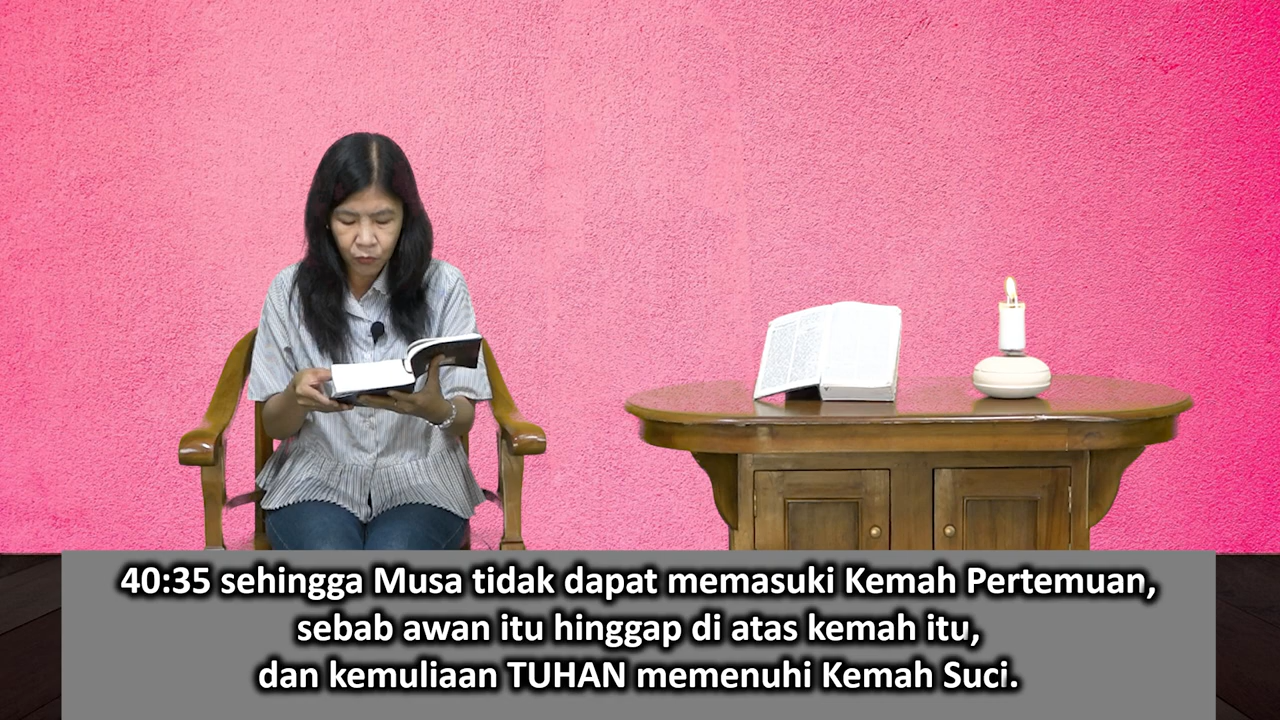 40:35 sehingga Musa tidak dapat memasuki Kemah Pertemuan,
sebab awan itu hinggap di atas kemah itu,
dan kemuliaan TUHAN memenuhi Kemah Suci.